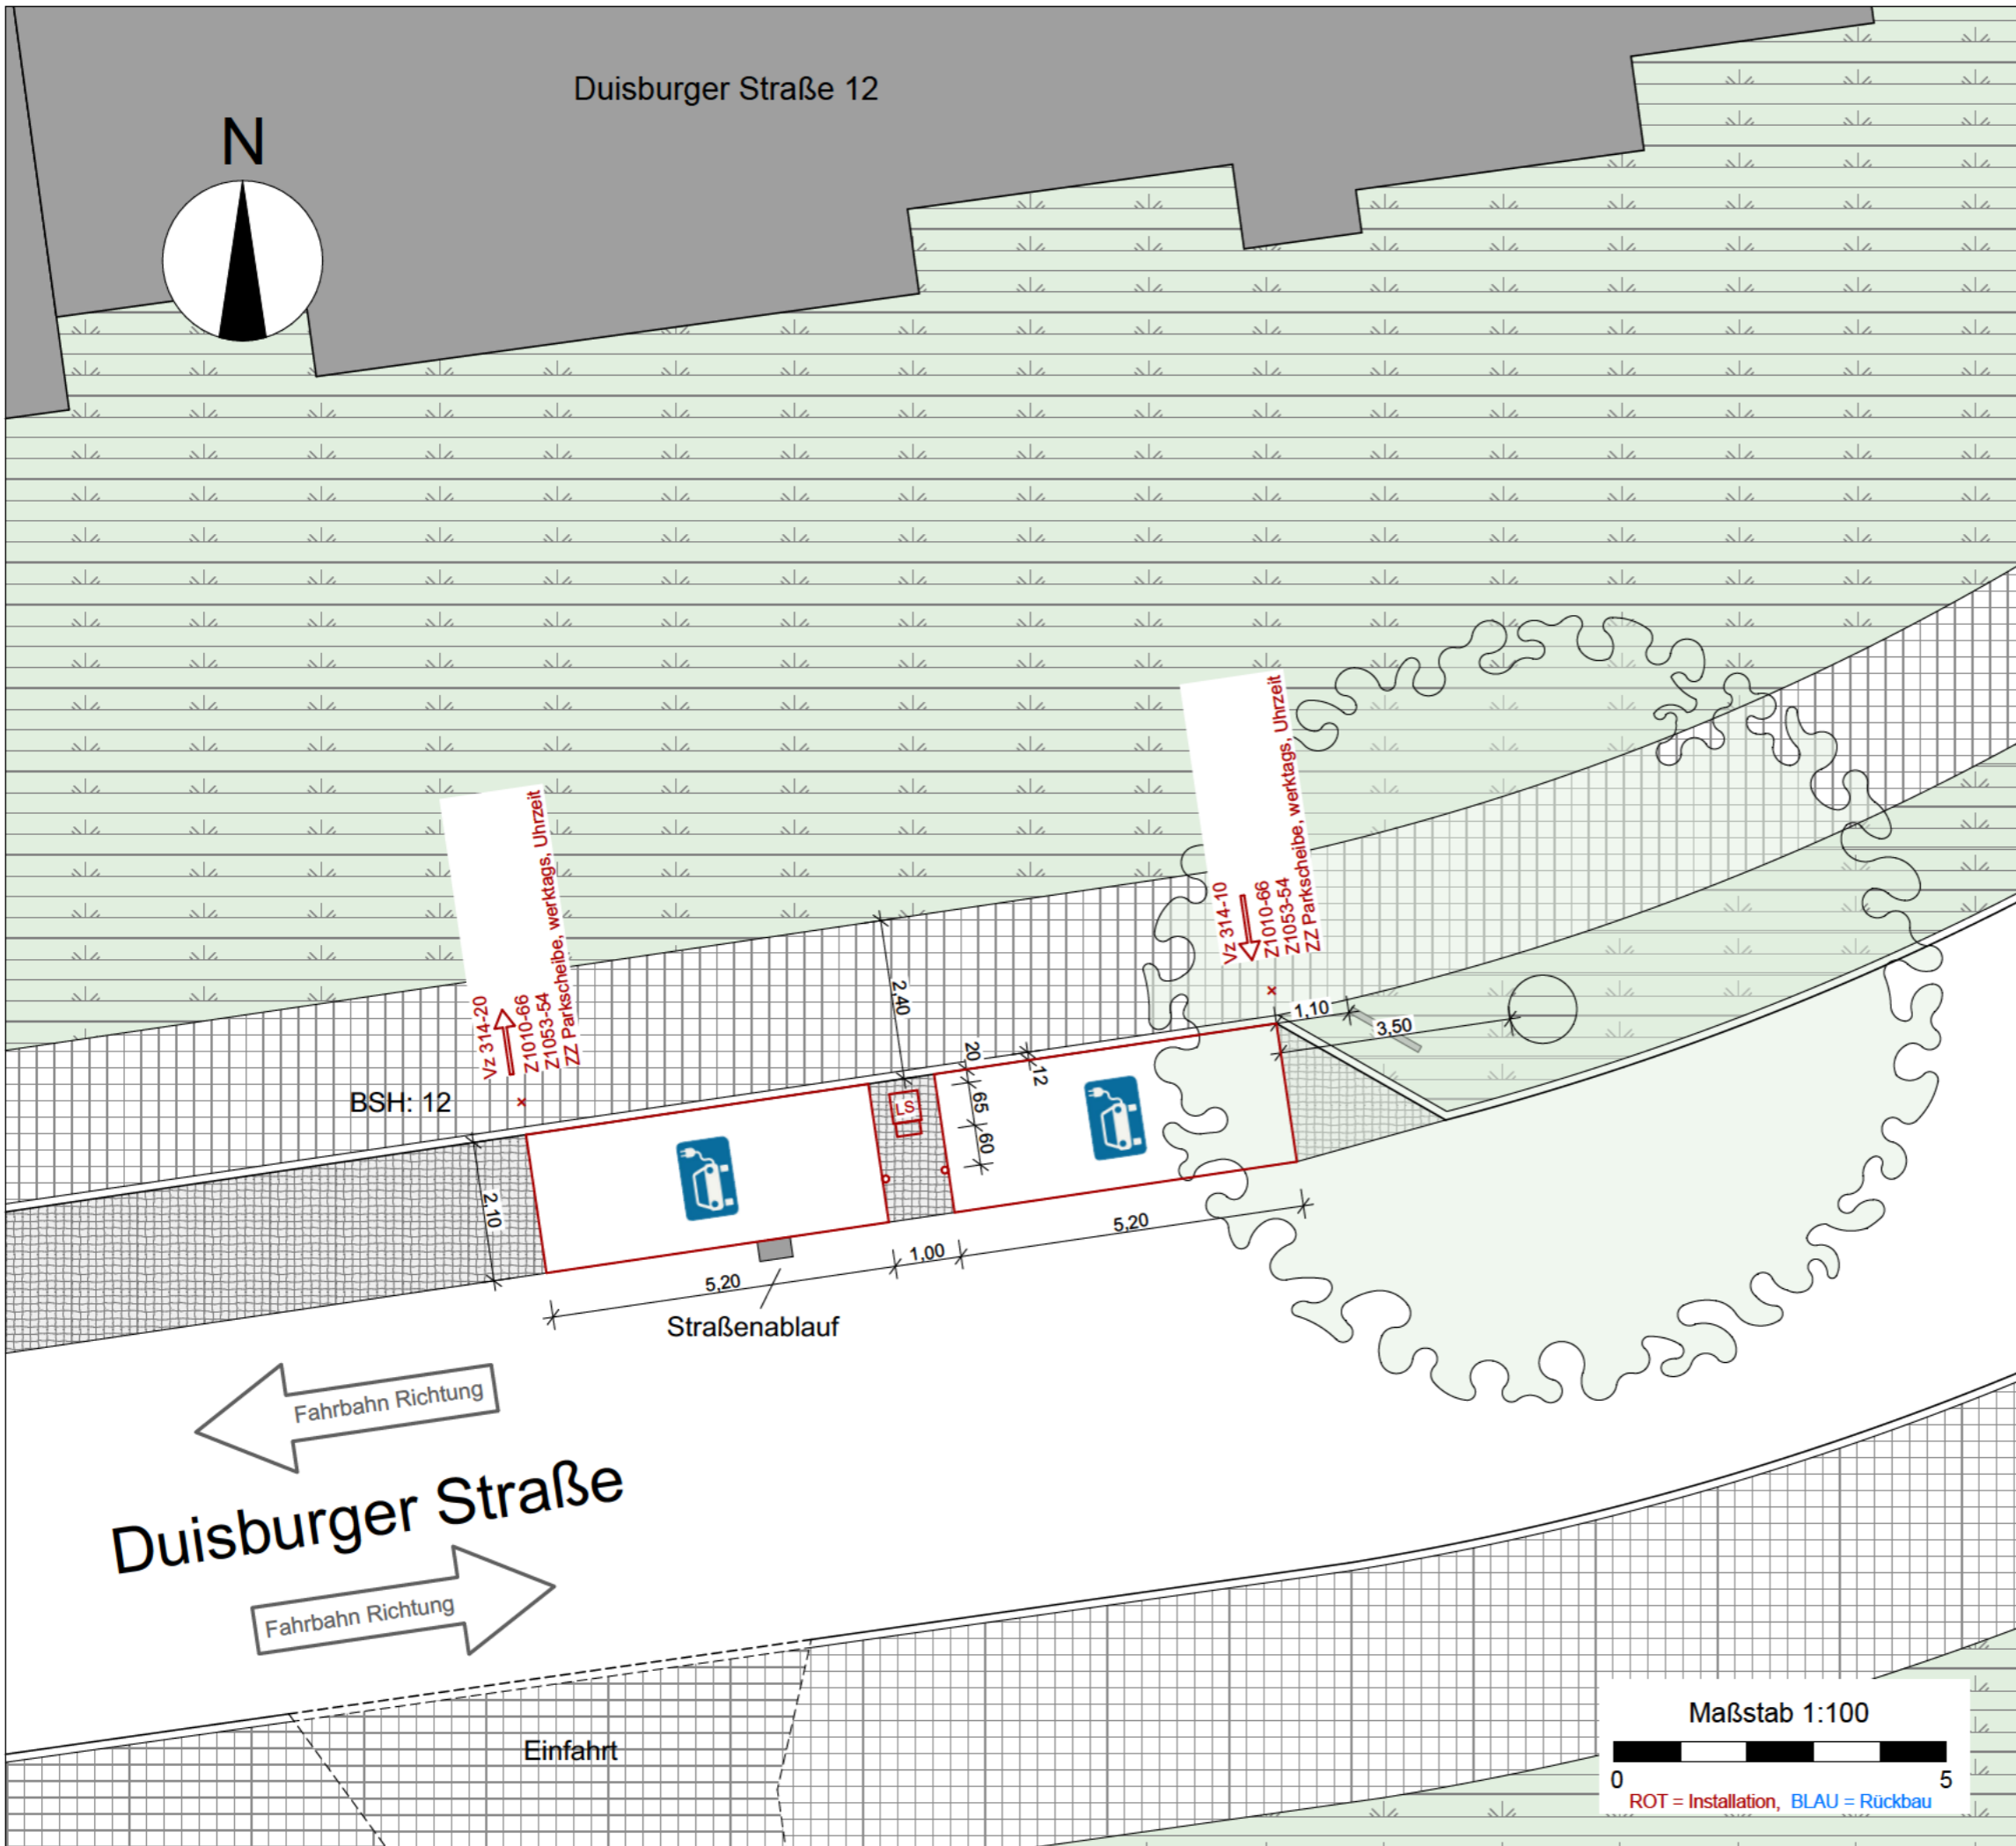 Duisburger Straße 12
N
Vz 314-10
Z1010-66
Z1053-54
ZZ Parkscheibe, werktags, Uhrzeit
Vz 314-20
Z1010-66
Z1053-54
ZZ Parkscheibe, werktags, Uhrzeit
2,40
1,10
3,50
BSH: 12
20
12
LS
65
60
2,10
5,20
1,00
5,20
Straßenablauf
Fahrbahn Richtung
Duisburger Straße
Fahrbahn Richtung
Einfahrt
Maßstab 1:100
0 5
ROT = Installation, BLAU = Rückbau